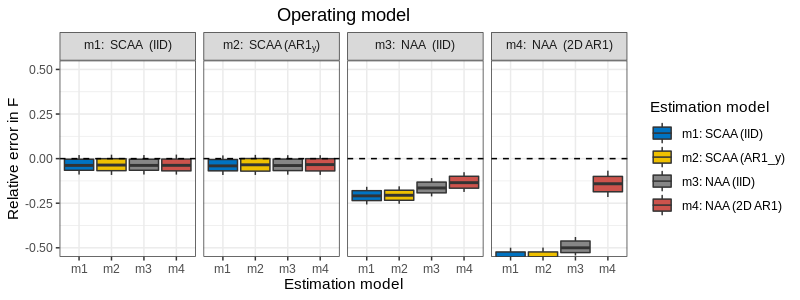 Operating model
m1: SCAA (IID)
m2: SCAA (AR1y)
m3: NAA (IID)
m4: NAA (2D AR1)
Relative error in F
0.50
0.25
0.00
-0.25
-0.50
m1 m2 m3 m4
m1 m2 m3 m4
m1 m2 m3 m4
m1 m2 m3 m4
Estimation model
Estimation model
m1: SCAA (IID)
m2: SCAA (AR1_y)
m3: NAA (IID)
m4: NAA (2D AR1)